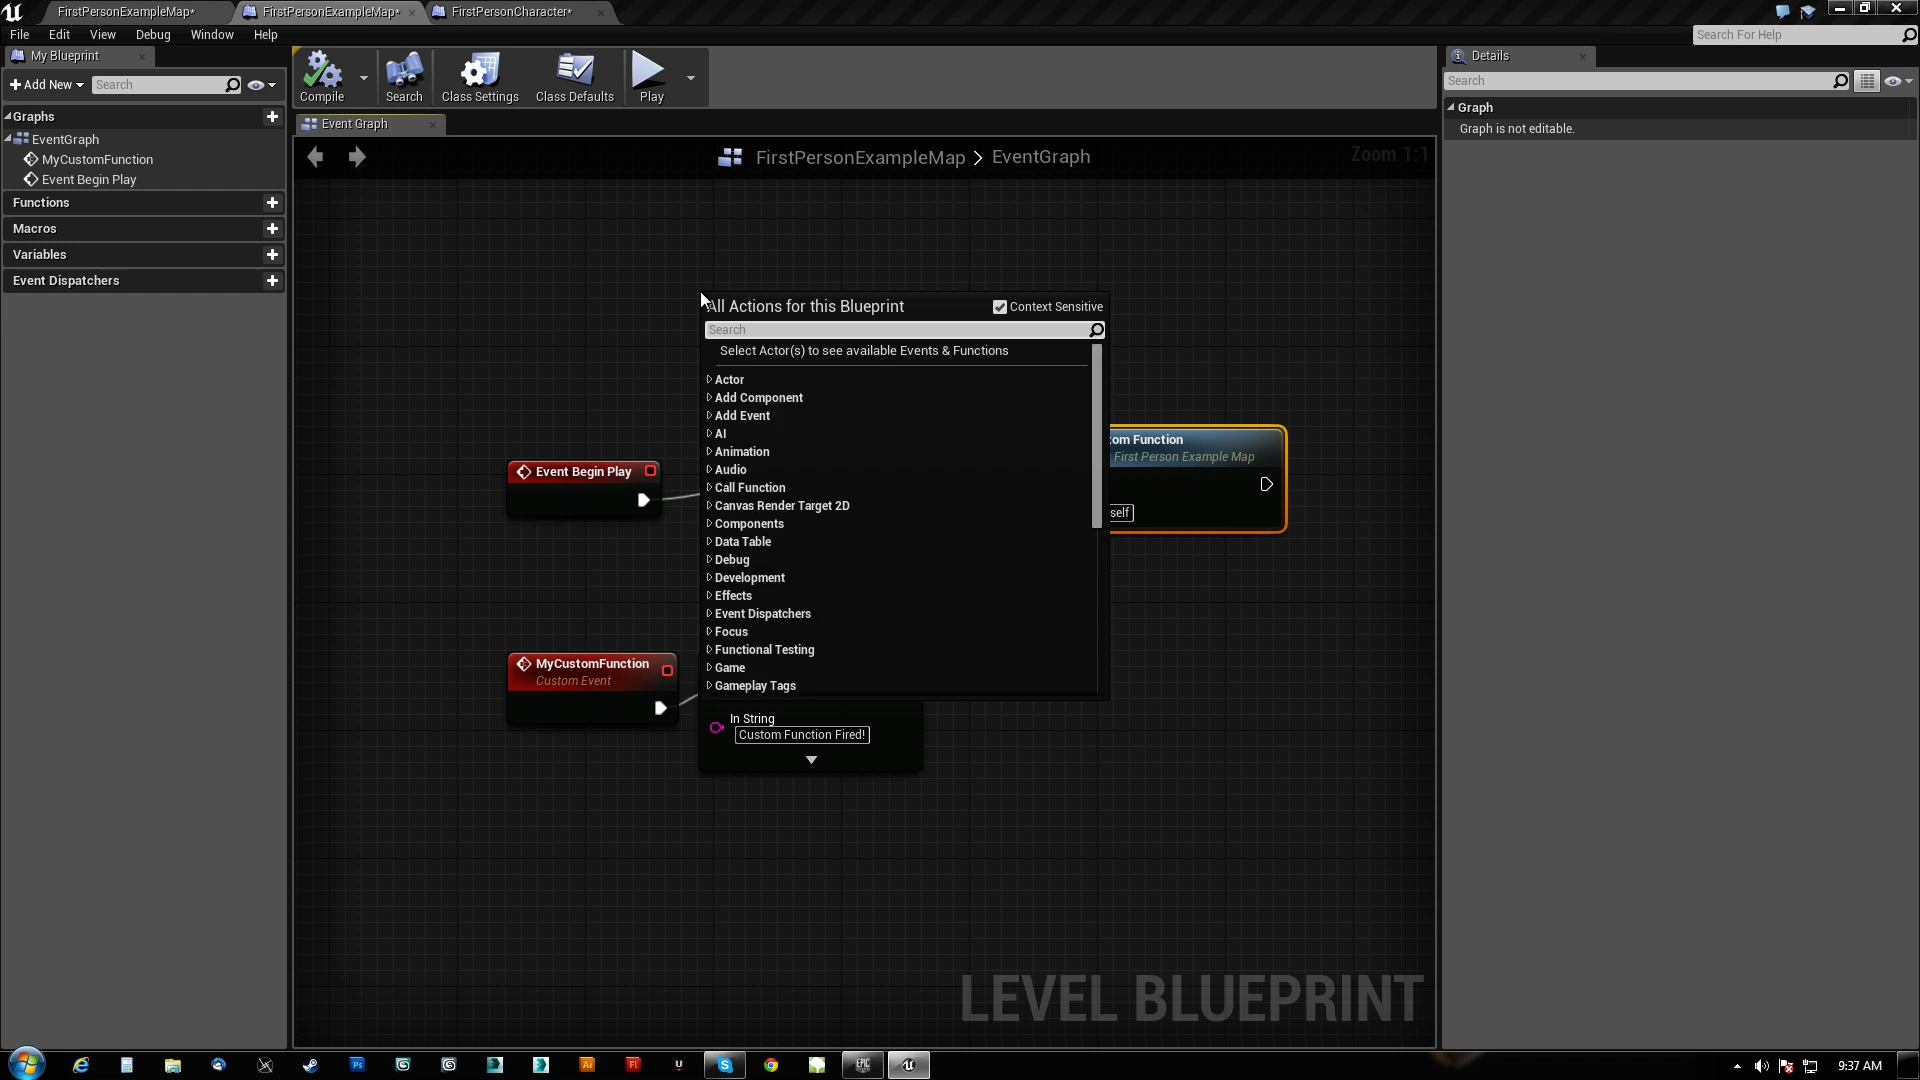 FirstPersonExampleMap*
FirstPersonExampleMap*
FirstPersonCharacter*
File Edit View Debug Window Help
Search For Help
My Blueprint
Add New
Search
Graphs
EventGraph
MyCustomFunction
Event Begin Play
Functions
Macros
Variables
Event Dispatchers
Compile
Search
Class Settings
Class Defaults
Play
Event Graph
FirstPersonExampleMap > EventGraph
Zoom 1:1
All Actions for this Blueprint
Context Sensitive
Search
Select Actor(s) to see available Events & Functions
Actor
Add Component
Add Event
AI
Animation
Audio
Call Function
Canvas Render Target 2D
Components
Data Table
Debug
Development
Effects
Event Dispatchers
Focus
Functional Testing
Game
Gameplay Tags
Event Begin Play
MyCustomFunction
Custom Event
In String
Custom Function Fired!
tom Function
First Person Example Map
self
LEVEL BLUEPRINT
Details
Search
Graph
Graph is not editable.
Ps
Ai
Fl
EPIC
9:37 AM